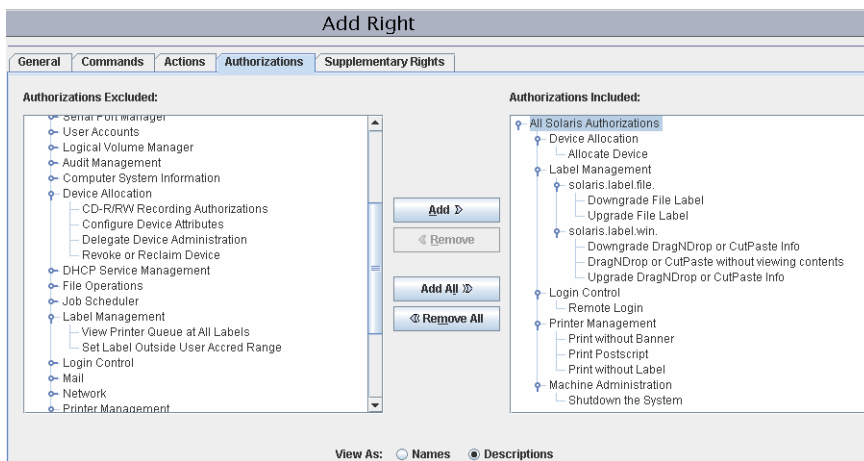 Add Right
General
Commands
Actions
Authorizations
Supplementary Rights
Authorizations Excluded:
Serial Port Manager
User Accounts
Logical Volume Manager
Audit Management
Computer System Information
Device Allocation
CD-R/RW Recording Authorizations
Configure Device Attributes
Delegate Device Administration
Revoke or Reclaim Device
DHCP Service Management
File Operations
Job Scheduler
Label Management
View Printer Queue at All Labels
Set Label Outside User Accred Range
Login Control
Mail
Network
Printer Management
Add
Remove
Add All
Remove All
Authorizations Included:
All Solaris Authorizations
Device Allocation
Allocate Device
Label Management
solaris.label.file.
Downgrade File Label
Upgrade File Label
solaris.label.win.
Downgrade DragNDrop or CutPaste Info
DragNDrop or CutPaste without viewing contents
Upgrade DragNDrop or CutPaste Info
Login Control
Remote Login
Printer Management
Print without Banner
Print Postscript
Print without Label
Machine Administration
Shutdown the System
View As:
Names
Descriptions